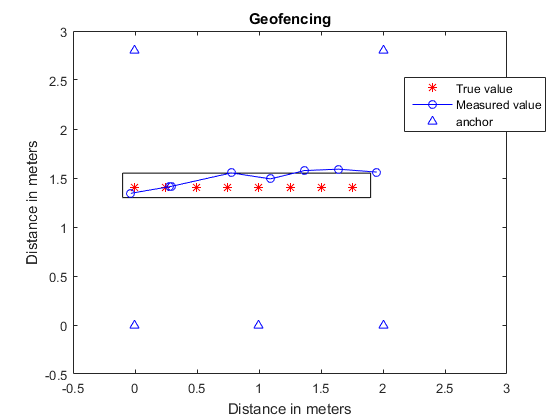 Geofencing
3
2.5
2
1.5
1
0.5
0
-0.5
Distance in meters
True value
Measured value
anchor
-0.5 0 0.5 1 1.5 2 2.5 3
Distance in meters